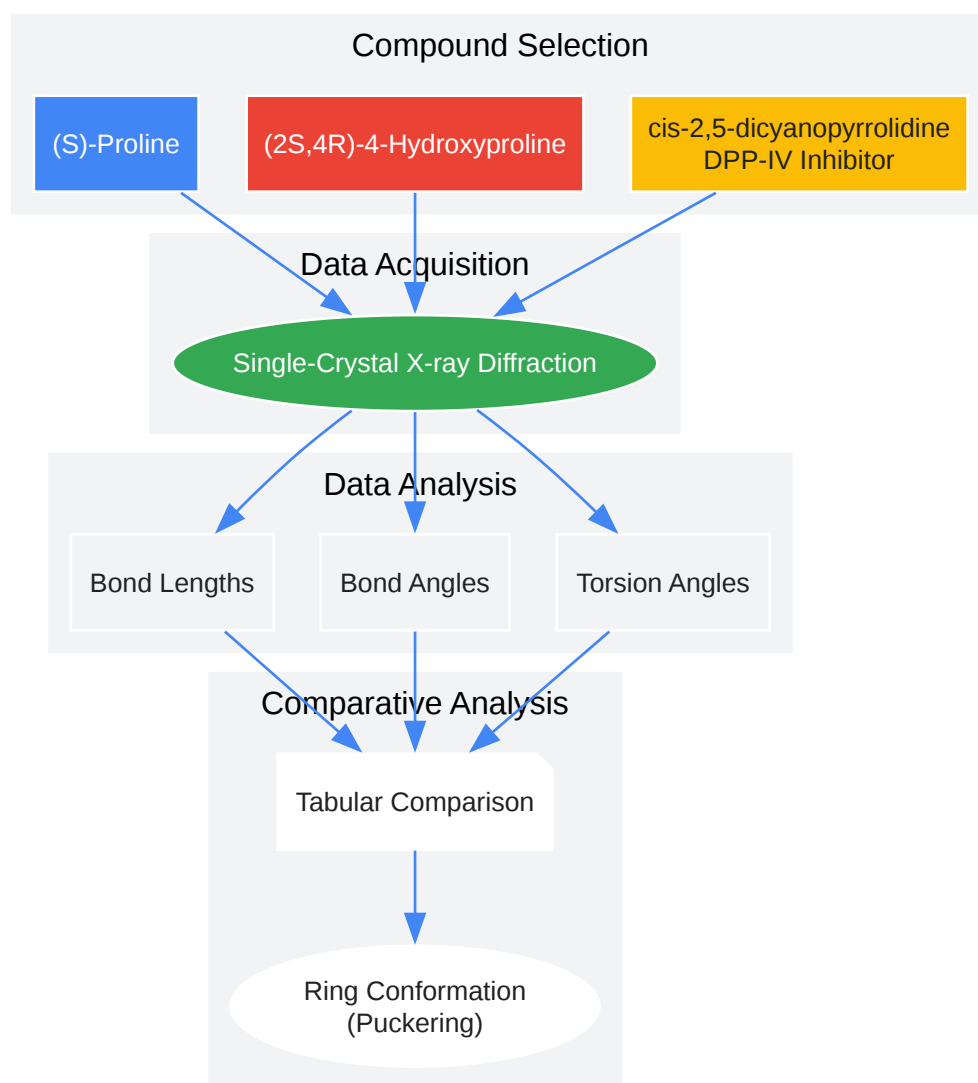 Compound Selection
(S)-Proline
(2S,4R)-4-Hydroxyproline
cis-2,5-dicyanopyrrolidine
DPP-IV Inhibitor
Data Acquisition
Single-Crystal X-ray Diffraction
Data Analysis
Bond Lengths
Bond Angles
Torsion Angles
Comparative Analysis
Tabular Comparison
Ring Conformation
(Puckering)